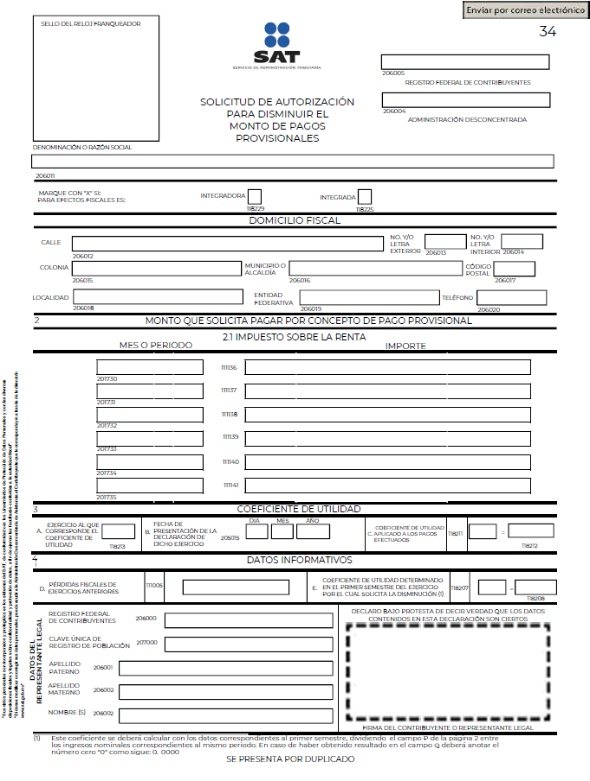 Enviar por correo electrónico
34
SELLO DEL RELOJ FRANQUEADOR
SAT
SERVICIO DE ADMINISTRACIÓN TRIBUTARIA
206005
REGISTRO FEDERAL DE CONTRIBUYENTES
SOLICITUD DE AUTORIZACIÓN
PARA DISMINUIR EL
MONTO DE PAGOS
PROVISIONALES
206004
ADMINISTRACIÓN DESCONCENTRADA
DENOMINACIÓN O RAZÓN SOCIAL
206011
MARQUE CON "X" SI:
PARA EFECTOS FISCALES ES:
INTEGRADORA
118229
INTEGRADA
118225
DOMICILIO FISCAL
CALLE
206012
NO. Y/O
LETRA
EXTERIOR
206013
NO. Y/O
LETRA
INTERIOR
206014
COLONIA
206015
MUNICIPIO O
ALCALDÍA
206016
CÓDIGO
POSTAL
206017
LOCALIDAD
206018
ENTIDAD
FEDERATIVA
206019
TELÉFONO
206020
2 MONTO QUE SOLICITA PAGAR POR CONCEPTO DE PAGO PROVISIONAL
2.1 IMPUESTO SOBRE LA RENTA
MES O PERIODO
IMPORTE
201730
111136
201731
111137
201732
111138
201733
111139
201734
111140
201735
111141
3 COEFICIENTE DE UTILIDAD
A. EJERCICIO AL QUE
CORRESPONDE EL
COEFICIENTE DE
UTILIDAD
118213
B. FECHA DE
PRESENTACIÓN DE LA
DECLARACIÓN DE
DICHO EJERCICIO
205015
DIA MES AÑO
COEFICIENTE DE UTILIDAD
C. APLICADO A LOS PAGOS
EFECTUADOS
118211
118212
4 DATOS INFORMATIVOS
D. PÉRDIDAS FISCALES DE
EJERCICIOS ANTERIORES
111005
COEFICIENTE DE UTILIDAD DETERMINADO
E. EN EL PRIMER SEMESTRE DEL EJERCICIO
POR EL CUAL SOLICITA LA DISMINUCIÓN (1)
118207
118208
DATOS DE
REPRESENTANTE LEGAL
REGISTRO FEDERAL
DE CONTRIBUYENTES
206000
CLAVE ÚNICA DE
REGISTRO DE POBLACIÓN
207000
APELLIDO
PATERNO
206001
APELLIDO
MATERNO
206002
NOMBRE (S)
206002
DECLARO BAJO PROTESTA DE DECIR VERDAD QUE LOS DATOS
CONTENIDOS EN ESTA DECLARACIÓN SON CIERTOS
FIRMA DEL CONTRIBUYENTE O REPRESENTANTE LEGAL
(1) Este coeficiente se deberá calcular con los datos correspondientes al primer semestre, dividiendo el campo P de la página 2 entre
los ingresos nominales correspondientes al mismo periodo. En caso de haber obtenido resultado en el campo Q deberá anotar el
número cero "0" como sigue: 0. 0000
SE PRESENTA POR DUPLICADO